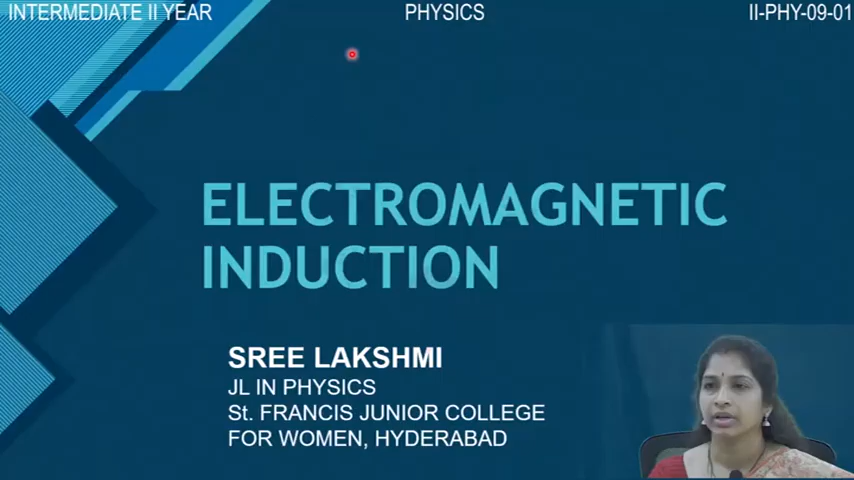 INTERMEDIATE II YEAR
PHYSICS
II-PHY-09-01
ELECTROMAGNETIC
INDUCTION
SREE LAKSHMI
JL IN PHYSICS
St. FRANCIS JUNIOR COLLEGE
FOR WOMEN, HYDERABAD